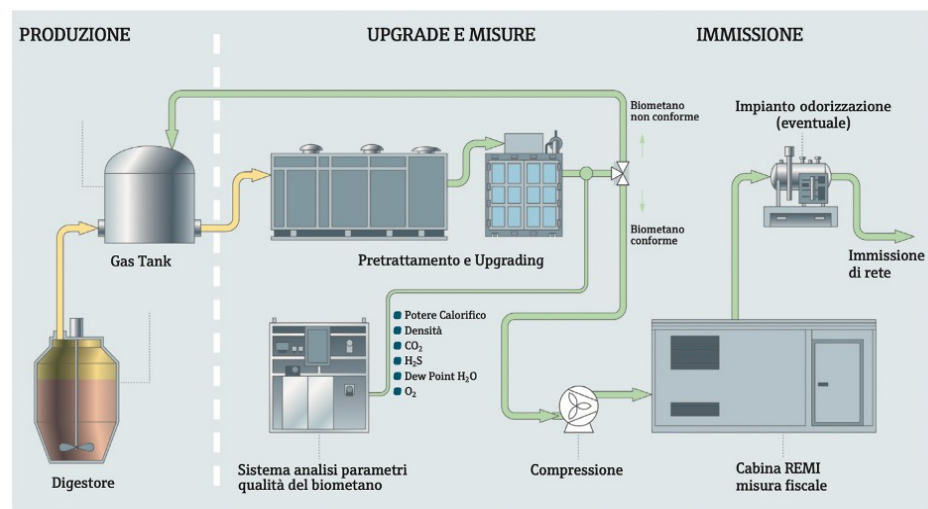 PRODUZIONE
UPGRADE E MISURE
IMMISSIONE
Biometano
non conforme
Impianto odorizzazione
(eventuale)
Gas Tank
Pretrattamento e Upgrading
Biometano
conforme
Immissione
di rete
Potere Calorifico
Densità
CO₂
H₂S
Dew Point H₂O
O₂
Digestore
Sistema analisi parametri
qualità del biometano
Compressione
Cabina REMI
misura fiscale